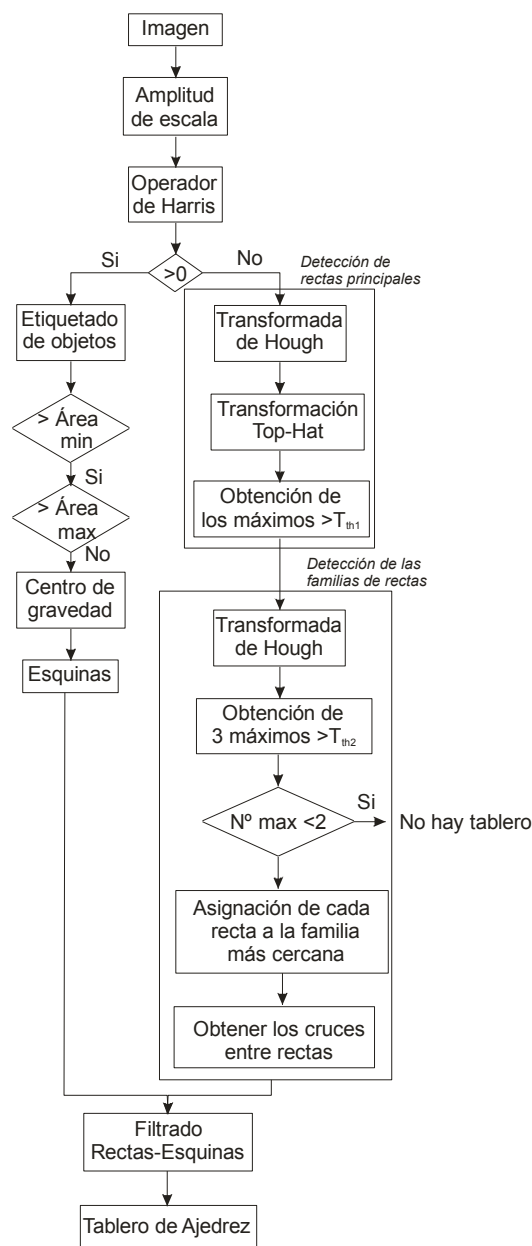 Imagen
Amplitud
de escala
Operador
de Harris
Si
>0
No
Detección de
rectas principales
Etiquetado
de objetos
> Área
min
Si
> Área
max
No
Centro de
gravedad
Esquinas
Transformada
de Hough
Transformación
Top-Hat
Obtención de
los máximos >Tth1
Detección de las
familias de rectas
Transformada
de Hough
Obtención de
3 máximos >Tth2
Nº max <2
Si
No hay tablero
Asignación de cada
recta a la familia
más cercana
Obtener los cruces
entre rectas
Filtrado
Rectas-Esquinas
Tablero de Ajedrez